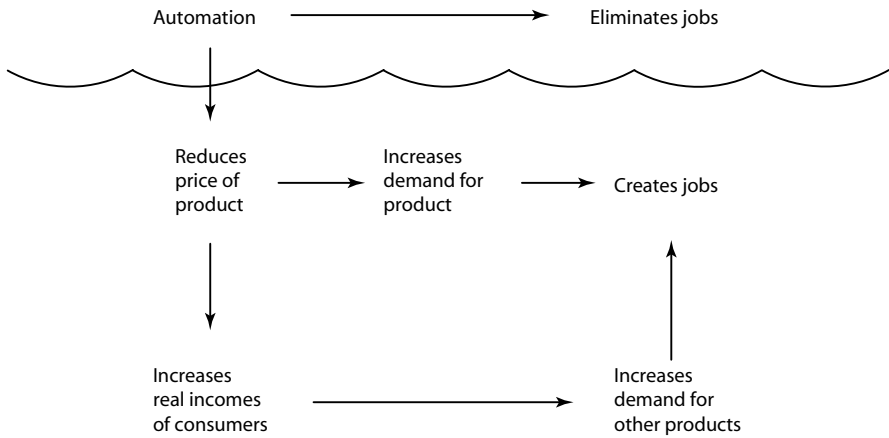 Automation
Eliminates jobs
Reduces
price of
product
Increases
demand for
product
Creates jobs
Increases
real incomes
of consumers
Increases
demand for
other products